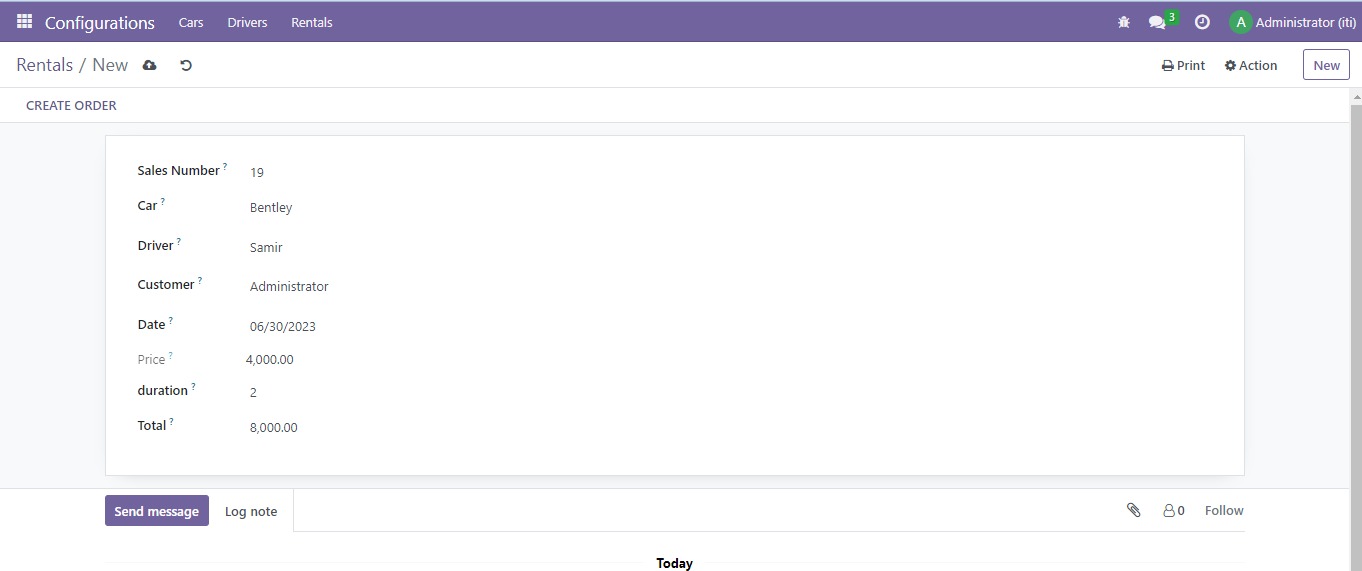 Configurations Cars Drivers Rentals 3 A Administrator (iti)
Rentals / New Print Action New
CREATE ORDER
Sales Number ? 19
Car ? Bentley
Driver ? Samir
Customer ? Administrator
Date ? 06/30/2023
Price ? 4,000.00
duration ? 2
Total ? 8,000.00
Send message Log note 0 Follow
Today